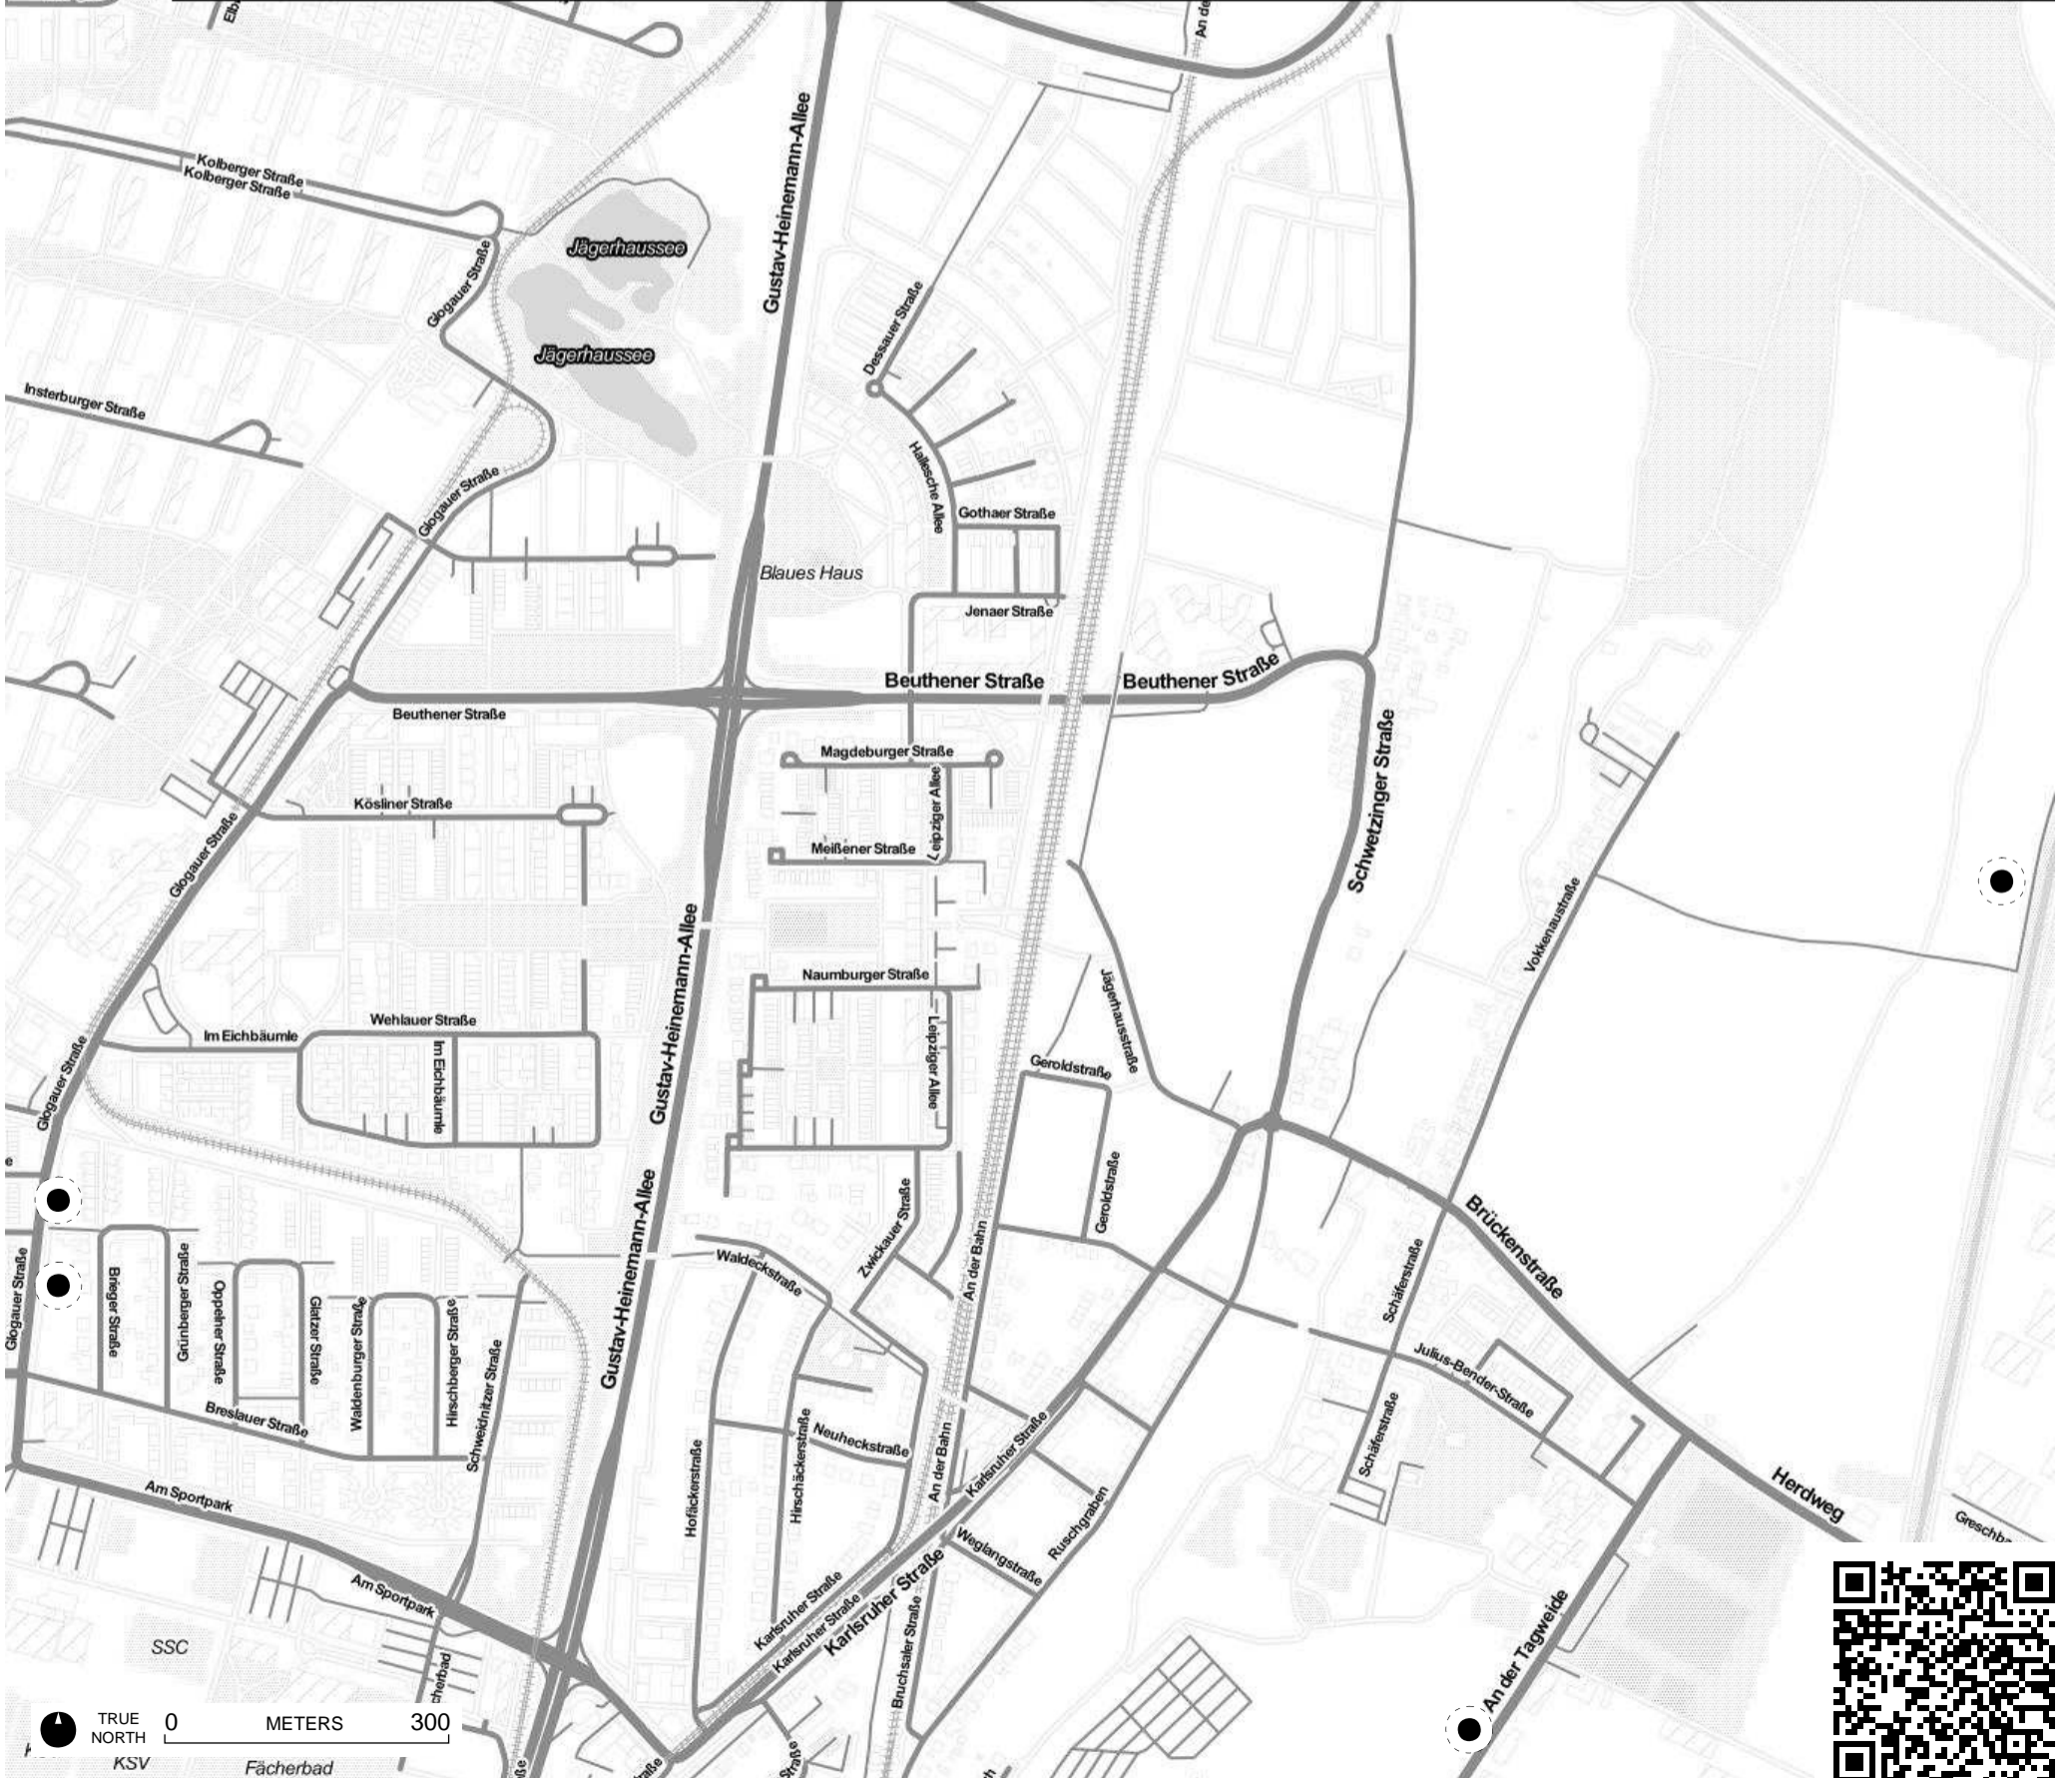 Kolberger Straße
Kolberger Straße
Gustav-Heinemann-Allee
Jägerhaussee
Glogauer Straße
Jägerhaussee
Dessauer Straße
Insterburger Straße
Hallesche Allee
Glogauer Straße
Gothaer Straße
Blaues Haus
Jenaer Straße
Beuthener Straße
Beuthener Straße
Beuthener Straße
Magdeburger Straße
Schwetzinger Straße
Leipziger Allee
Kösliner Straße
Meißener Straße
Glogauer Straße
Vokkenaustraße
Gustav-Heinemann-Allee
Naumburger Straße
Jägerhausstraße
Wehlauer Straße
Im Eichbäumle
Im Eichbäumle
Leipziger Allee
Geroldstraße
Glogauer Straße
Geroldstraße
Zwickauer Straße
Brückenstraße
An der Bahn
Waldeckstraße
Schäferstraße
Gustav-Heinemann-Allee
Glogauer Straße
Brieger Straße
Grünberger Straße
Oppelner Straße
Glatzer Straße
Waldenburger Straße
Hirschberger Straße
Schweidnitzer Straße
Julius-Bender-Straße
Breslauer Straße
Schäferstraße
Hofäckerstraße
Hirschäckerstraße
Neuheckstraße
An der Bahn
Karlsruher Straße
Am Sportpark
Herdweg
Ruschgraben
Weglangstraße
Greschba
Am Sportpark
Karlsruher Straße
Karlsruher Straße
Karlsruher Straße
Bruchsaler Straße
An der Tagweide
SSC
cherbad
TRUE
NORTH
0 METERS 300
KSV
Fächerbad
Straße